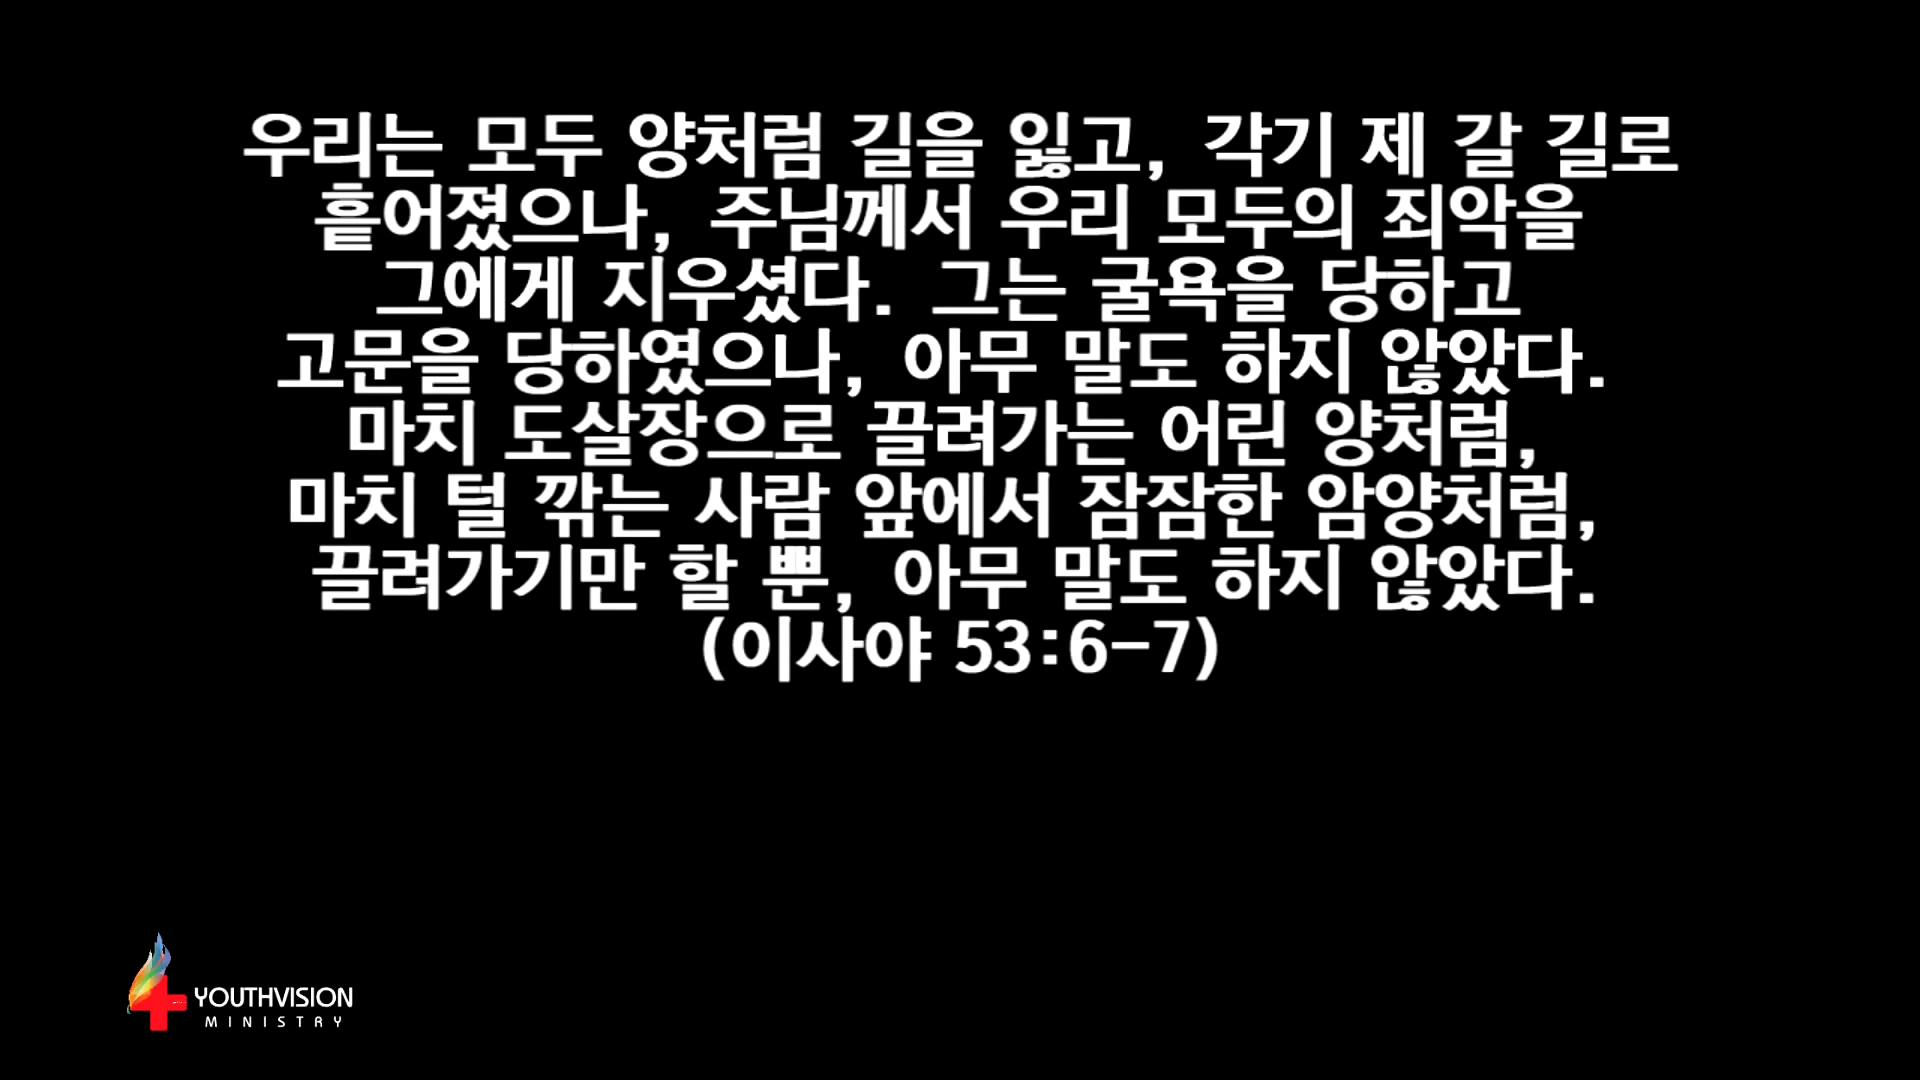 우리는 모두 양처럼 길을 잃고, 각기 제 갈 길로
흩어졌으나, 주님께서 우리 모두의 죄악을
그에게 지우셨다. 그는 굴욕을 당하고
고문을 당하였으나, 아무 말도 하지 않았다.
마치 도살장으로 끌려가는 어린 양처럼,
마치 털 깎는 사람 앞에서 잠잠한 암양처럼,
끌려가기만 할 뿐, 아무 말도 하지 않았다.
(이사야 53:6-7)
YOUTHVISION
MINISTRY